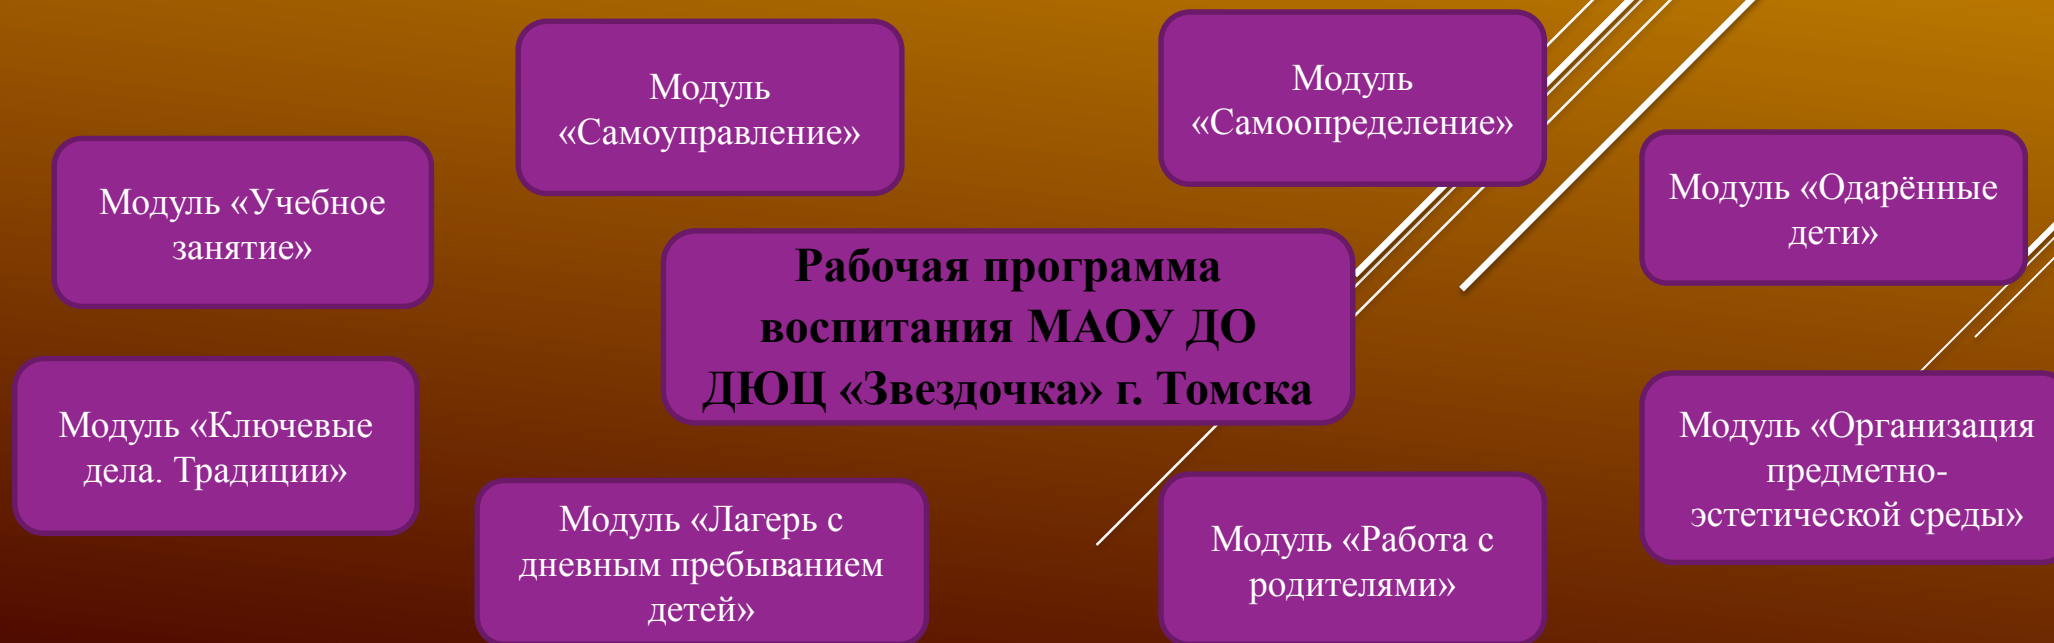 Модуль
«Самоуправление»
Модуль
«Самоопределение»
Модуль «Учебное
занятие»
Модуль «Одарённые
дети»
Рабочая программа
воспитания МАОУ ДО
ДЮЦ «Звездочка» г. Томска
Модуль «Ключевые
дела. Традиции»
Модуль «Организация
предметно-
эстетической среды»
Модуль «Лагерь с
дневным пребыванием
детей»
Модуль «Работа с
родителями»